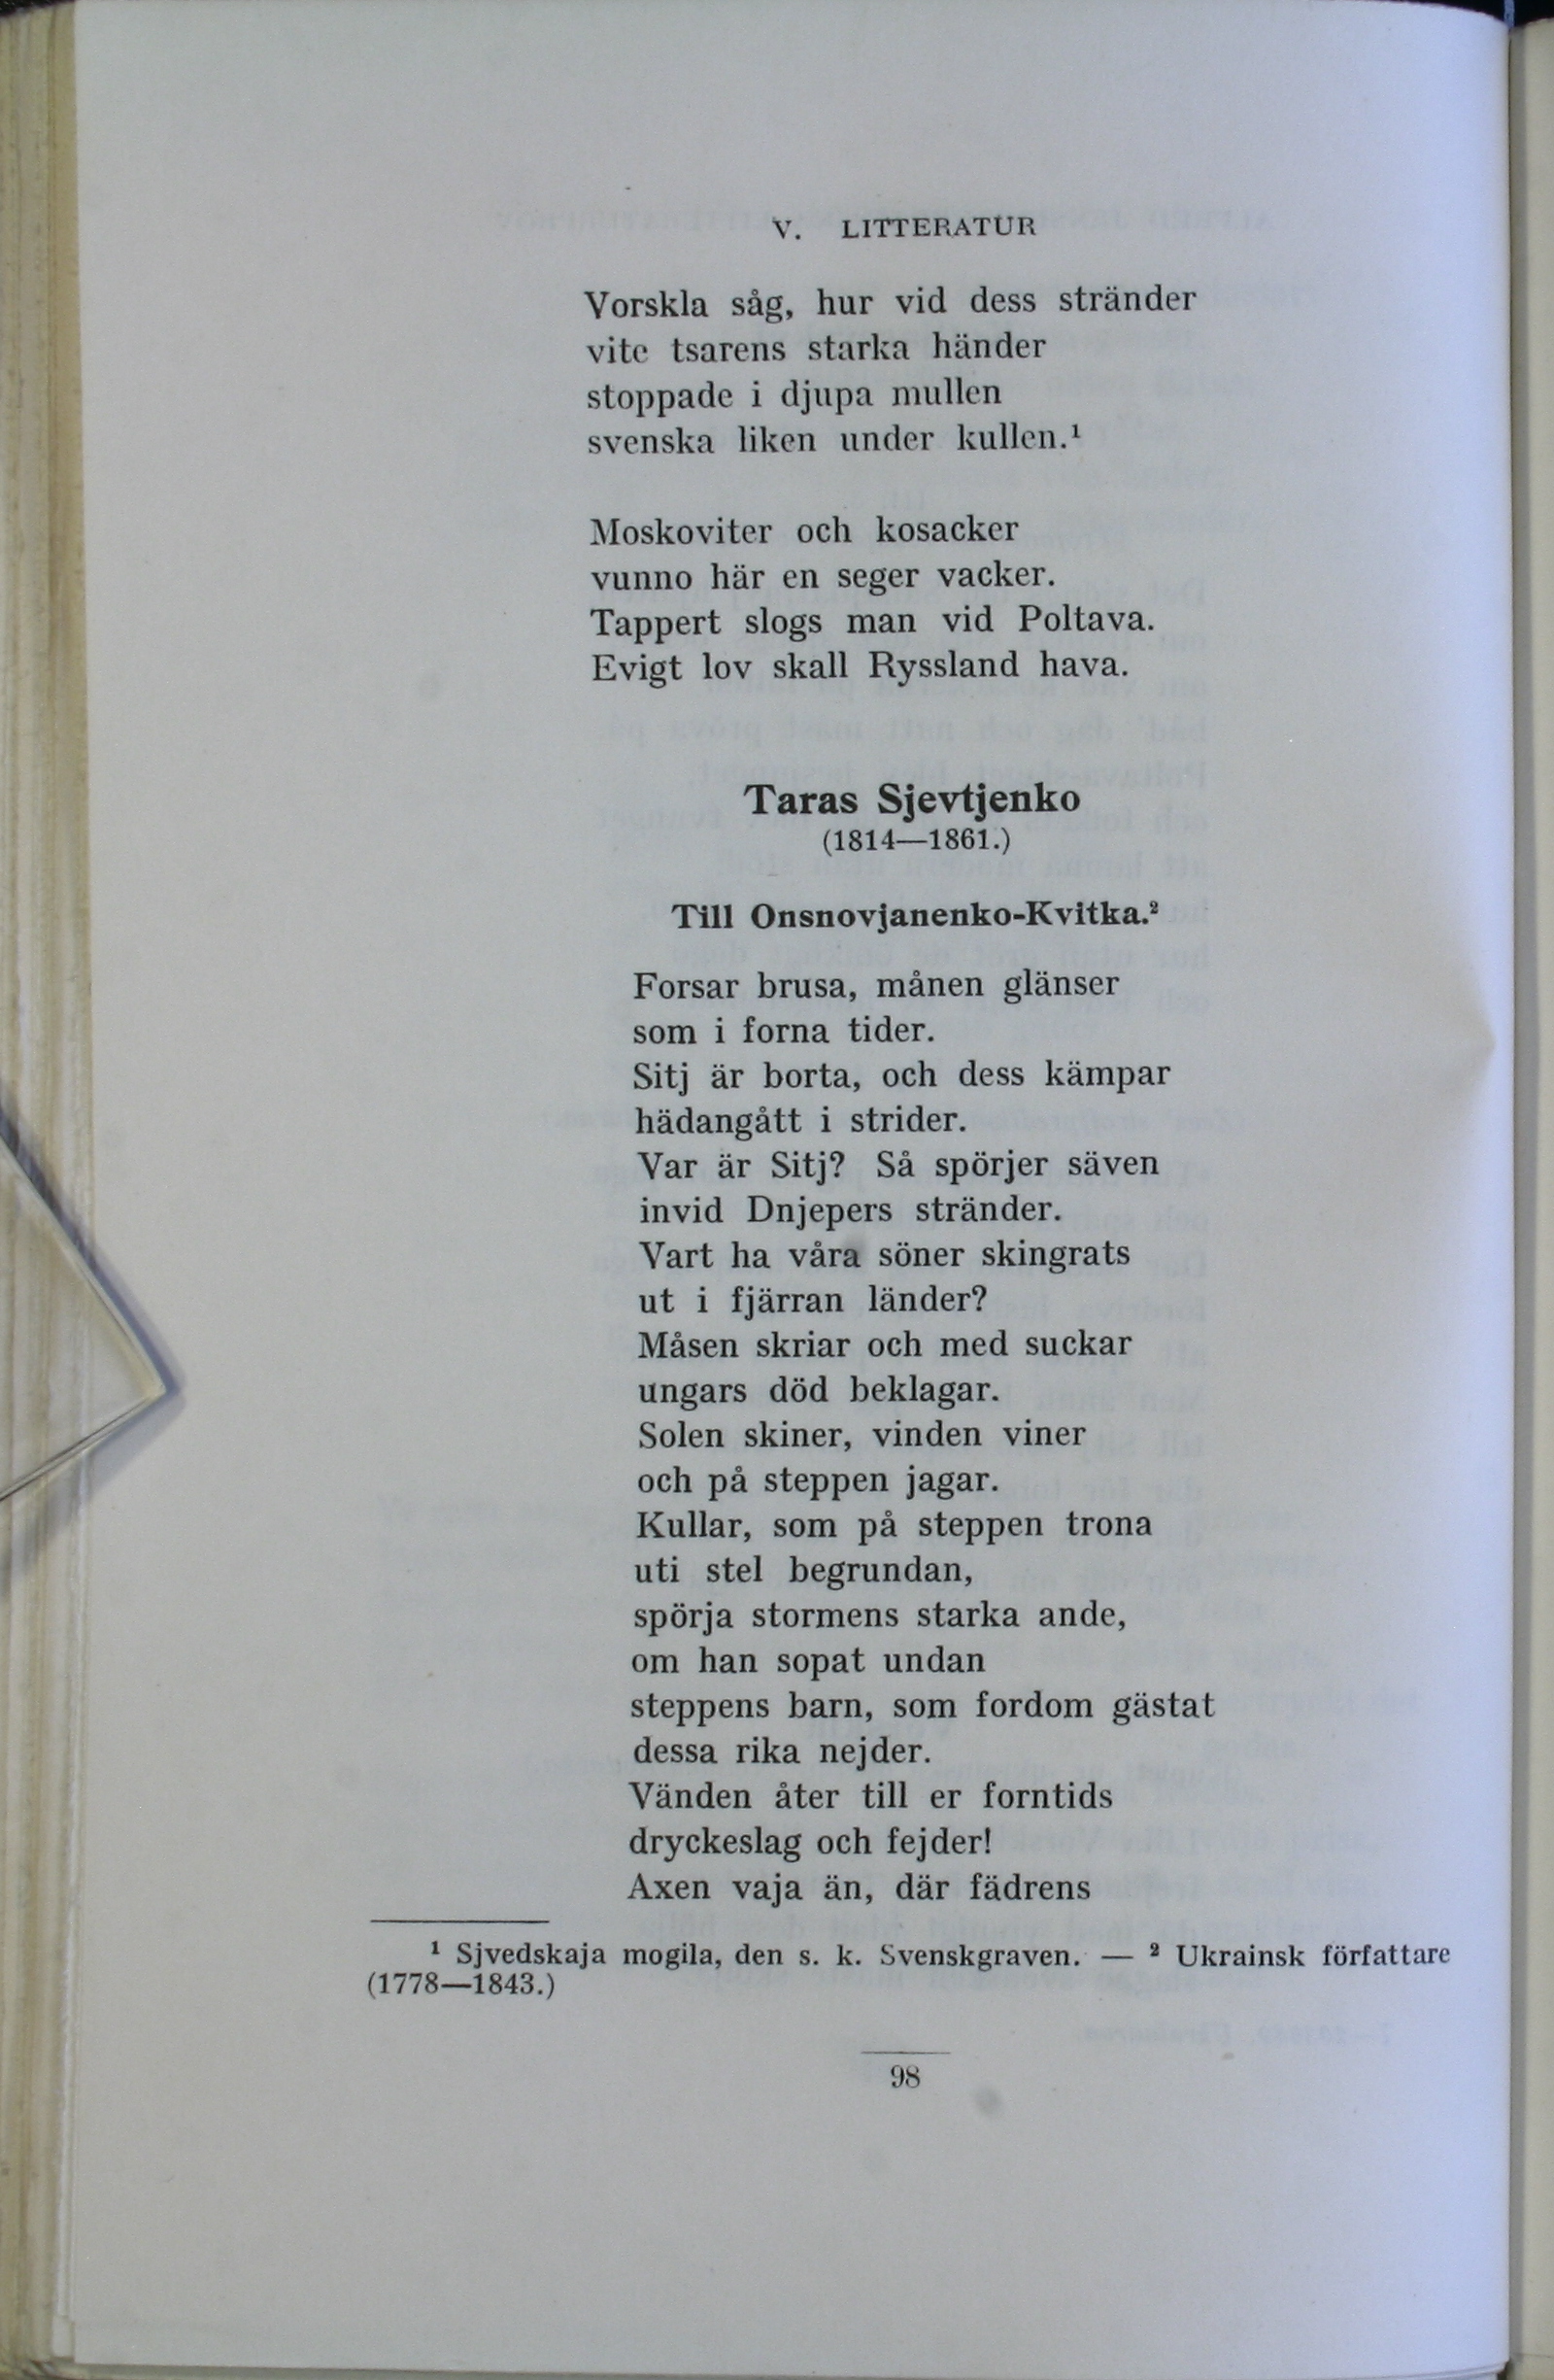 V. LITTERATUR
Vorskla såg, hur vid dess stränder
vite tsarens starka händer
stoppade i djupa mullen
svenska liken under kullen.¹
Moskoviter och kosacker
vunno här en seger vacker.
Tappert slogs man vid Poltava.
Evigt lov skall Ryssland hava.
Taras Sjevtjenko
(1814—1861.)
Till Onsnovjanenko-Kvitka.²
Forsar brusa, månen glänser
som i forna tider.
Sitj är borta, och dess kämpar
hädangått i strider.
Var är Sitj? Så spörjer säven
invid Dnjepers stränder.
Vart ha våra söner skingrats
ut i fjärran länder?
Måsen skriar och med suckar
ungars död beklagar.
Solen skiner, vinden viner
och på steppen jagar.
Kullar, som på steppen trona
uti stel begrundan,
spörja stormens starka ande,
om han sopat undan
steppens barn, som fordom gästat
dessa rika nejder.
Vänden åter till er forntids
dryckeslag och fejder!
Axen vaja än, där fädrens
¹ Sjvedskaja mogila, den s. k. Svenskgraven. — ² Ukrainsk författare
(1778—1843.)
98